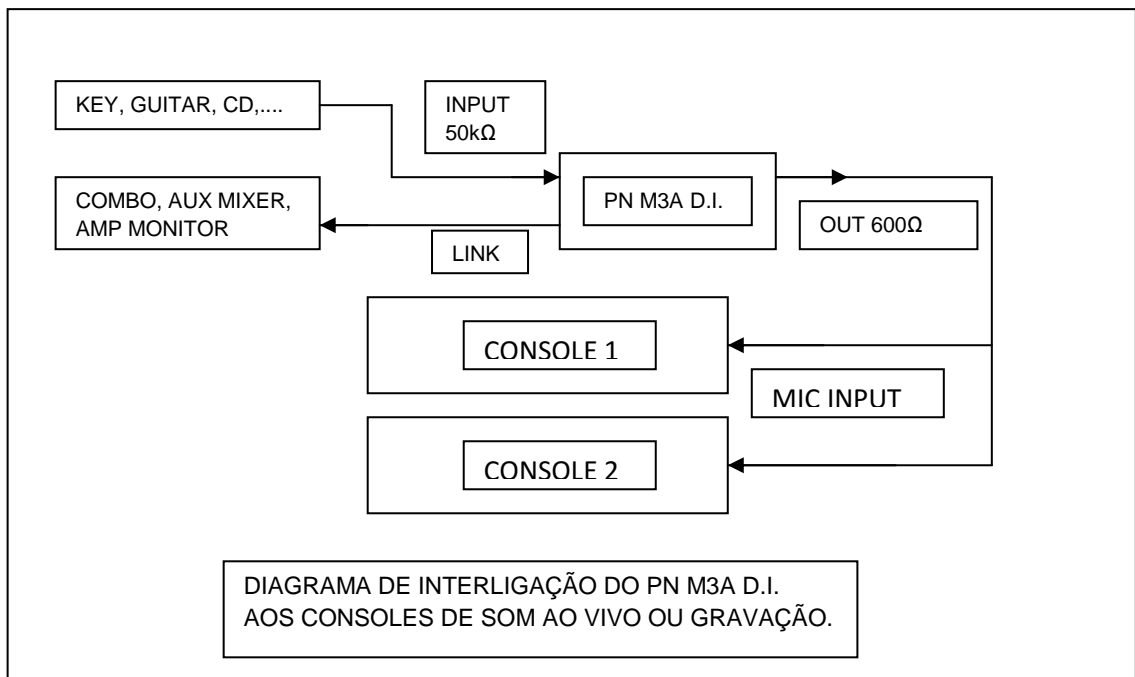 KEY, GUITAR, CD,....
INPUT
50kΩ
COMBO, AUX MIXER,
AMP MONITOR
PN M3A D.I.
OUT 600Ω
LINK
CONSOLE 1
MIC INPUT
CONSOLE 2
DIAGRAMA DE INTERLIGAÇÃO DO PN M3A D.I.
AOS CONSOLES DE SOM AO VIVO OU GRAVAÇÃO.